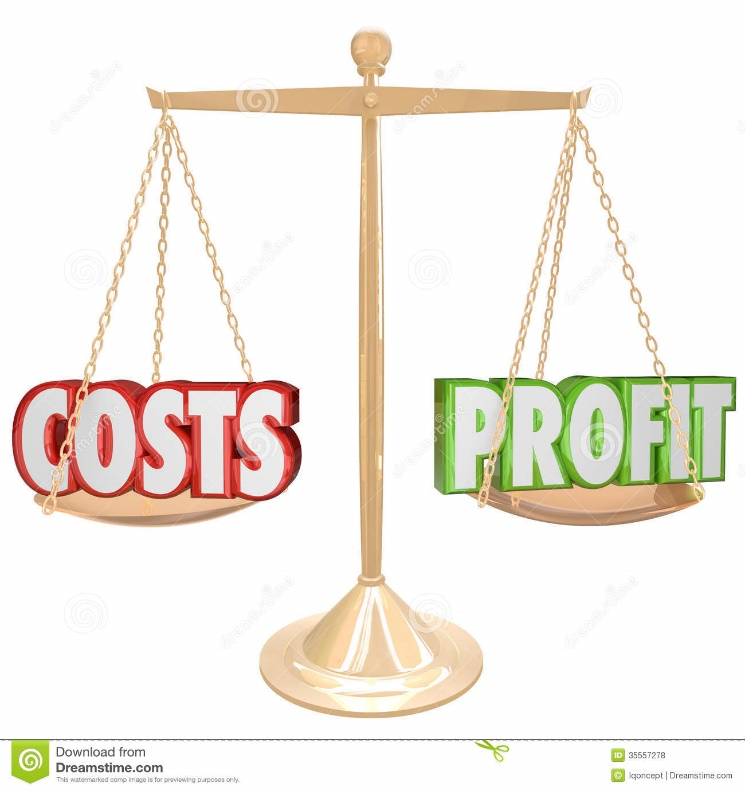 COSTS
PROFIT
Download from
Dreamstime.com
This watermarked comp image is for previewing purposes only.
ID 35557278
© Iqoncept | Dreamstime.com